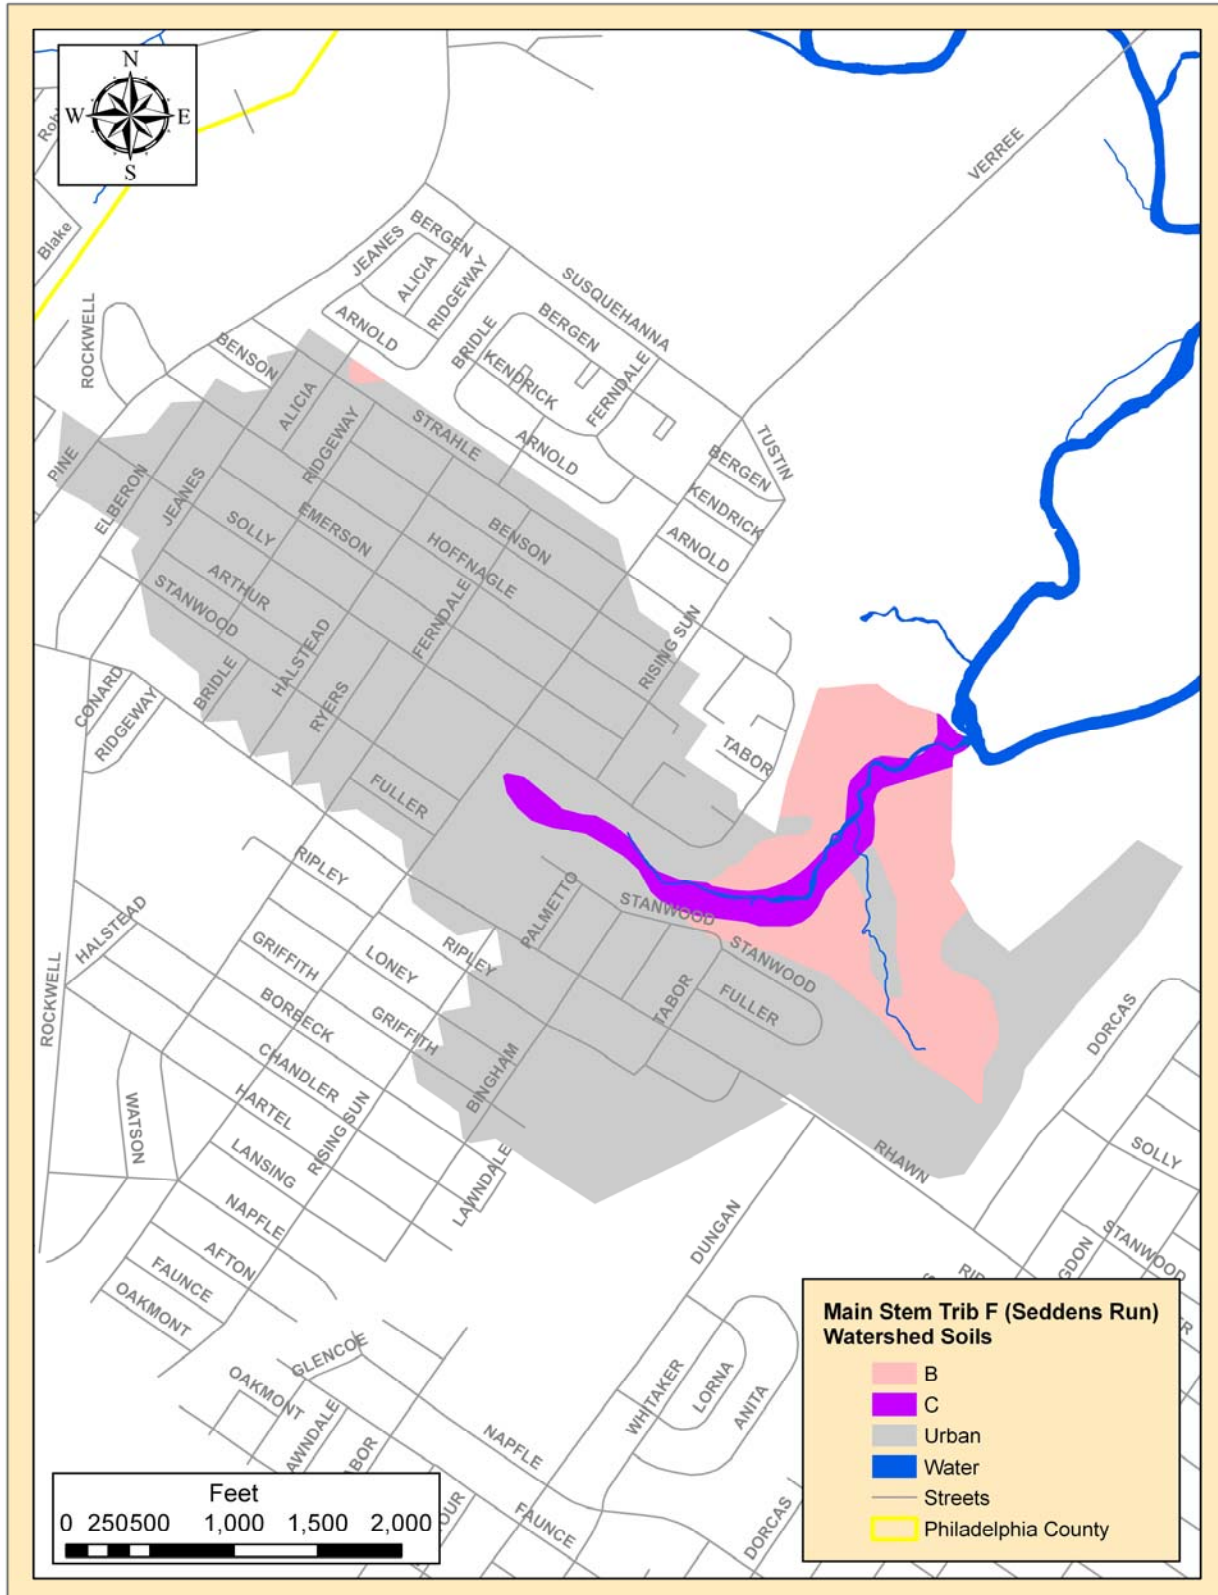 N
W E
S
Blake
ROCKWELL
VERREE
JEANES
BERGEN
ALICIA
RIDGEWAY
SUSQUEHANNA
ARNOLD
BRIDLE
BERGEN
KENDRICK
FERNDALE
BENSON
ALICIA
STRAHLE
ARNOLD
TUSTIN
BERGEN
KENDRICK
ARNOLD
PINE
ELBERON
JEANES
RIDGEWAY
SOLLY
EMERSON
BENSON
HOFFNAGLE
ARTHUR
STANWOOD
FERNDALE
HALSTEAD
RISING SUN
BRIDLE
RYERS
CONARD
RIDGEWAY
TABOR
FULLER
RIPLEY
PALMETTO
STANWOOD
STANWOOD
HALSTEAD
GRIFFITH
LONEY
RIPLEY
TABOR
FULLER
ROCKWELL
BORBECK
GRIFFITH
DORCAS
CHANDLER
BINGHAM
HARTEL
WATSON
RISING SUN
LANSING
RHAWN
SOLLY
LAWNDALE
NAPFLE
DUNGAN
AFTON
STANWOOD
FAUNCE
OAKMONT
GLENCOE
OAKMONT
WHITAKER
LORNA
ANITA
NAPFLE
FAUNCE
DORCAS
Main Stem Trib F (Seddens Run)
Watershed Soils
B
C
Urban
Water
Streets
Philadelphia County
Feet
0 250500 1,000 1,500 2,000